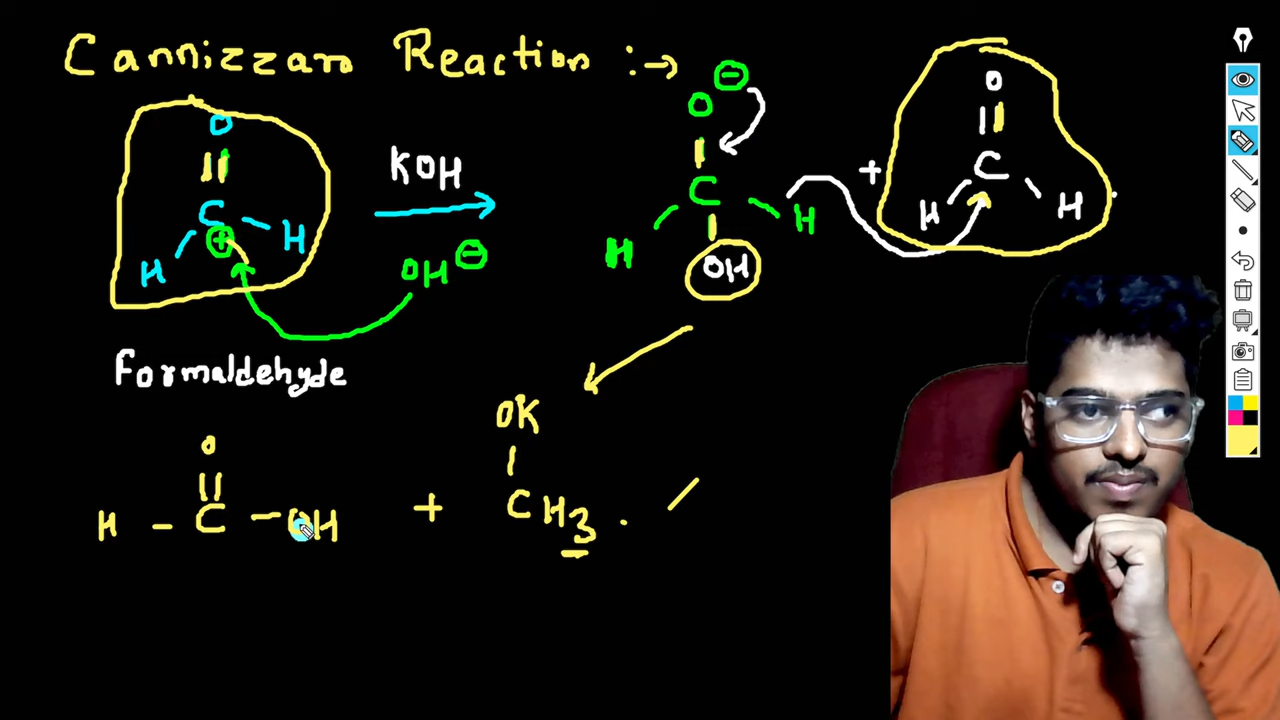 Cannizzaro Reaction :→
O
||
C
⊕
H
H
KOH
OH ⊖
Formaldehyde
O ⊖
C
H
H
OH
+
O
||
C
H
H
OK
O
||
H - C - OH + CH3 .